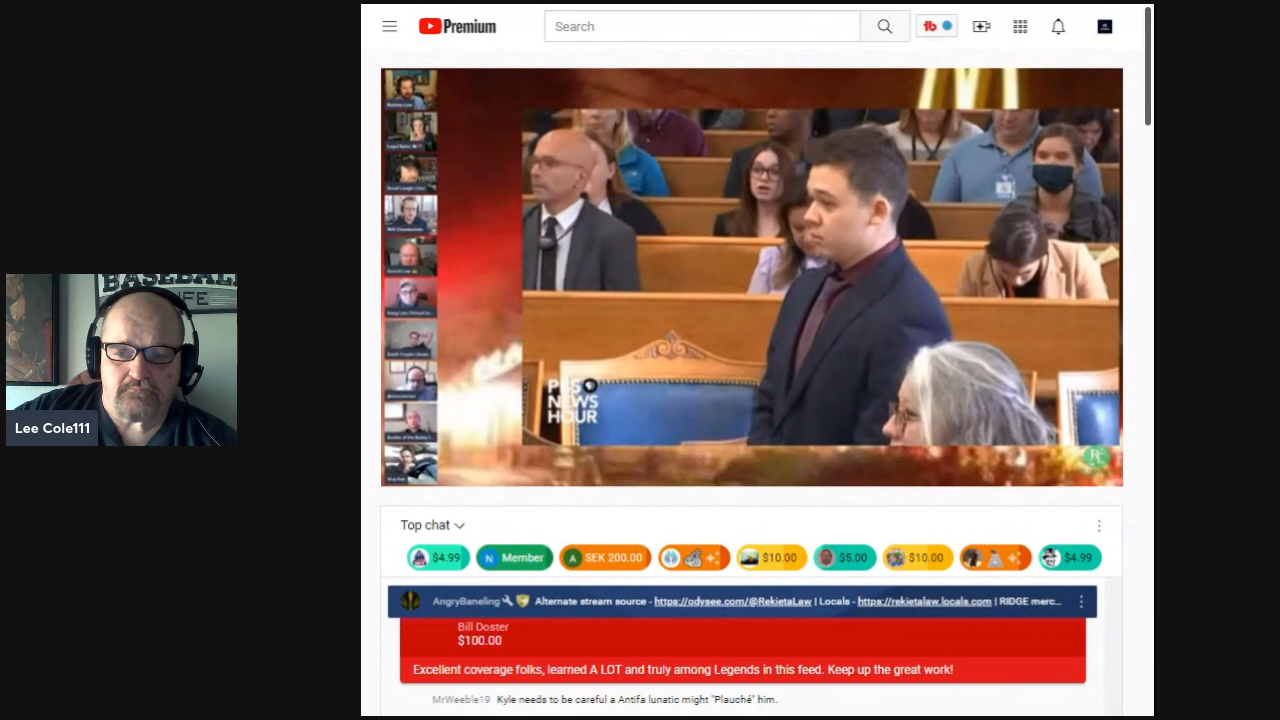 Premium
Search
PBS
NEWS
HOUR
BASEBALL
LIFE
Lee Cole111
Top chat
$4.99
Member
SEK 200.00
$10.00
$5.00
$10.00
$4.99
AngryBaneling Alternate stream source - https://odysee.com/@RekietaLaw | Locals - https://rekietalaw.locals.com | RIDGE merc...
Bill Doster
$100.00
Excellent coverage folks, learned A LOT and truly among Legends in this feed. Keep up the great work!
MrWeeble19 Kyle needs to be careful a Antifa lunatic might "Plauché" him.